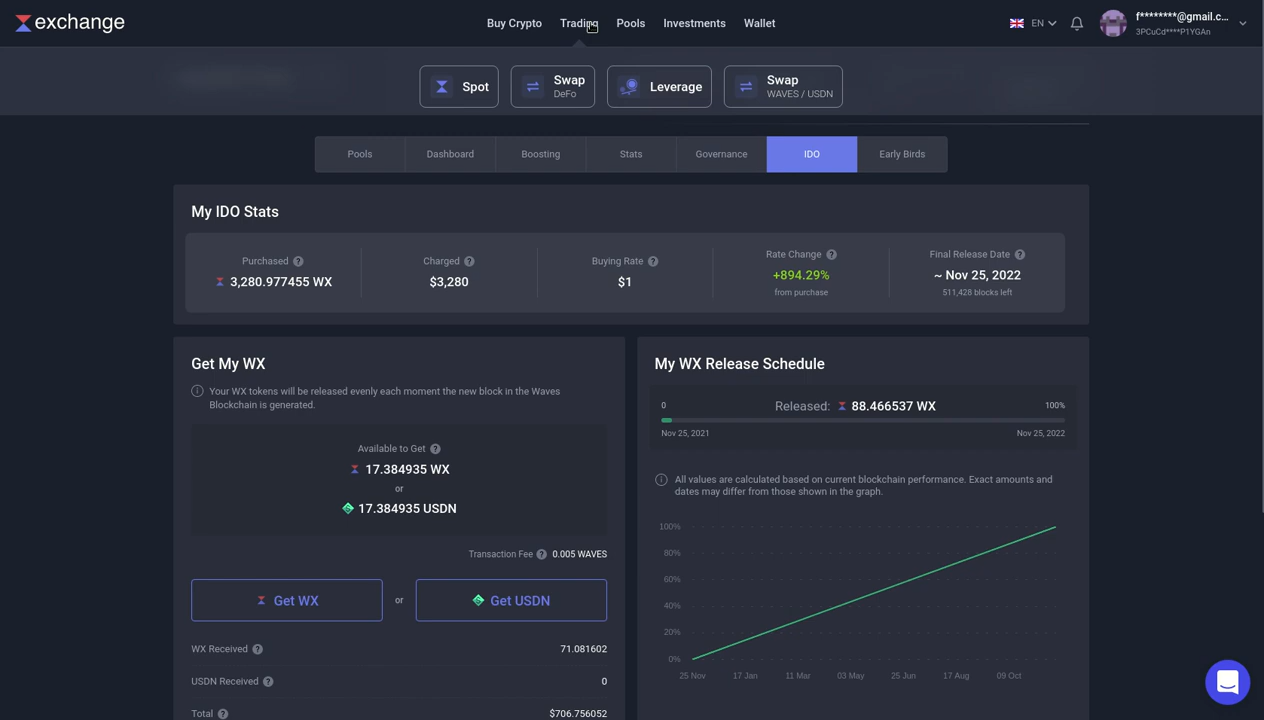 exchange
Buy Crypto Trading Pools Investments Wallet
EN
f********@gmail.c...
3PCuCd****P1YGAn
Spot
Swap
DeFo
Leverage
Swap
WAVES / USDN
Pools Dashboard Boosting Stats Governance IDO Early Birds
My IDO Stats
Purchased ?
3,280.977455 WX
Charged ?
$3,280
Buying Rate ?
$1
Rate Change ?
+894.29%
from purchase
Final Release Date ?
~ Nov 25, 2022
511,428 blocks left
Get My WX
Your WX tokens will be released evenly each moment the new block in the Waves
Blockchain is generated.
Available to Get ?
17.384935 WX
or
17.384935 USDN
Transaction Fee ? 0.005 WAVES
Get WX or Get USDN
WX Received ? 71.081602
USDN Received ? 0
Total ? $706.756052
My WX Release Schedule
0 Released: 88.466537 WX 100%
Nov 25, 2021 Nov 25, 2022
All values are calculated based on current blockchain performance. Exact amounts and
dates may differ from those shown in the graph.
100%
80%
60%
40%
20%
0%
25 Nov 17 Jan 11 Mar 03 May 25 Jun 17 Aug 09 Oct